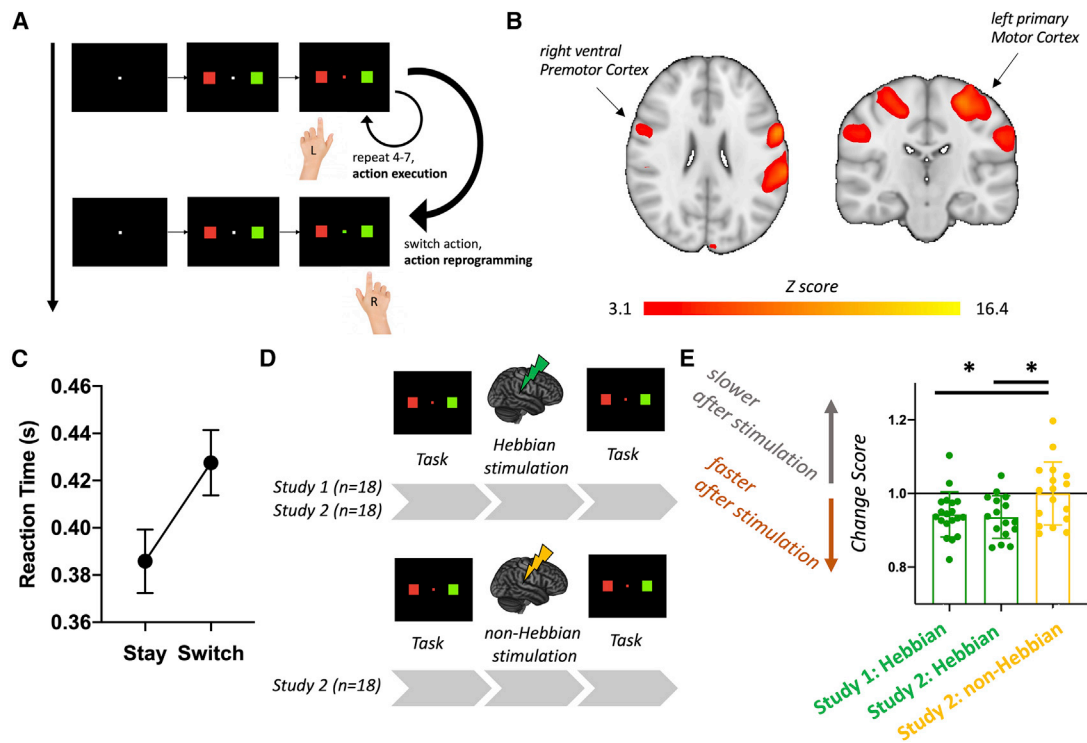 A
L
repeat 4-7,
action execution
switch action,
action reprogramming
R
B
right ventral
Premotor Cortex
left primary
Motor Cortex
Z score
3.1
16.4
C
Reaction Time (s)
0.46
0.44
0.42
0.40
0.38
0.36
Stay
Switch
D
Task
Hebbian
stimulation
Task
Study 1 (n=18)
Study 2 (n=18)
Task
non-Hebbian
stimulation
Task
Study 2 (n=18)
E
slower
after stimulation
faster
after stimulation
Change Score
* *
1.2
1.0
0.8
Study 1: Hebbian
Study 2: Hebbian
Study 2: non-Hebbian